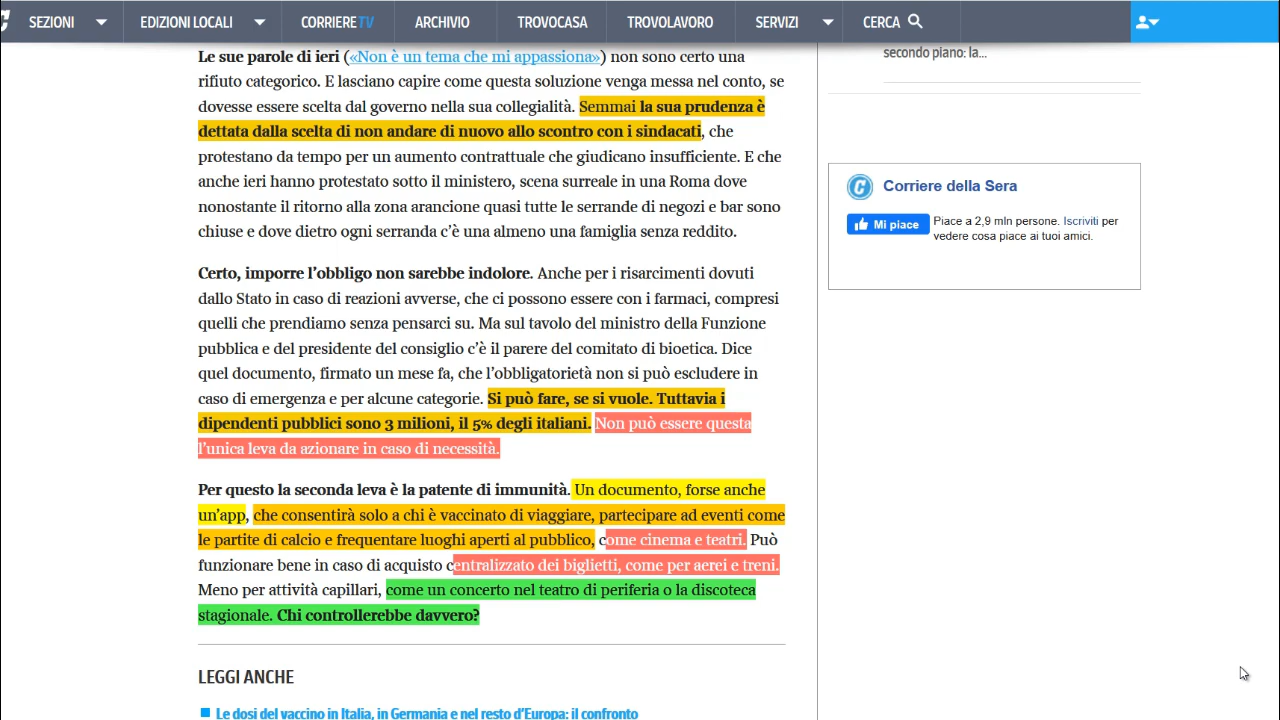 SEZIONI EDIZIONI LOCALI CORRIERE TV ARCHIVIO TROVOCASA TROVOLAVORO SERVIZI CERCA
Le sue parole di ieri («Non è un tema che mi appassiona») non sono certo una
rifiuto categorico. E lasciano capire come questa soluzione venga messa nel conto, se
dovesse essere scelta dal governo nella sua collegialità. Semmai la sua prudenza è
dettata dalla scelta di non andare di nuovo allo scontro con i sindacati, che
protestano da tempo per un aumento contrattuale che giudicano insufficiente. E che
anche ieri hanno protestato sotto il ministero, scena surreale in una Roma dove
nonostante il ritorno alla zona arancione quasi tutte le serrande di negozi e bar sono
chiuse e dove dietro ogni serranda c’è una almeno una famiglia senza reddito.
Certo, imporre l’obbligo non sarebbe indolore. Anche per i risarcimenti dovuti
dallo Stato in caso di reazioni avverse, che ci possono essere con i farmaci, compresi
quelli che prendiamo senza pensarci su. Ma sul tavolo del ministro della Funzione
pubblica e del presidente del consiglio c’è il parere del comitato di bioetica. Dice
quel documento, firmato un mese fa, che l’obbligatorietà non si può escludere in
caso di emergenza e per alcune categorie. Si può fare, se si vuole. Tuttavia i
dipendenti pubblici sono 3 milioni, il 5% degli italiani. Non può essere questa
l’unica leva da azionare in caso di necessità.
Per questo la seconda leva è la patente di immunità. Un documento, forse anche
un’app, che consentirà solo a chi è vaccinato di viaggiare, partecipare ad eventi come
le partite di calcio e frequentare luoghi aperti al pubblico, come cinema e teatri. Può
funzionare bene in caso di acquisto centralizzato dei biglietti, come per aerei e treni.
Meno per attività capillari, come un concerto nel teatro di periferia o la discoteca
stagionale. Chi controllerebbe davvero?
LEGGI ANCHE
Le dosi del vaccino in Italia, in Germania e nel resto d’Europa: il confronto
secondo piano: la...
Corriere della Sera
Mi piace Piace a 2,9 mln persone. Iscriviti per
vedere cosa piace ai tuoi amici.